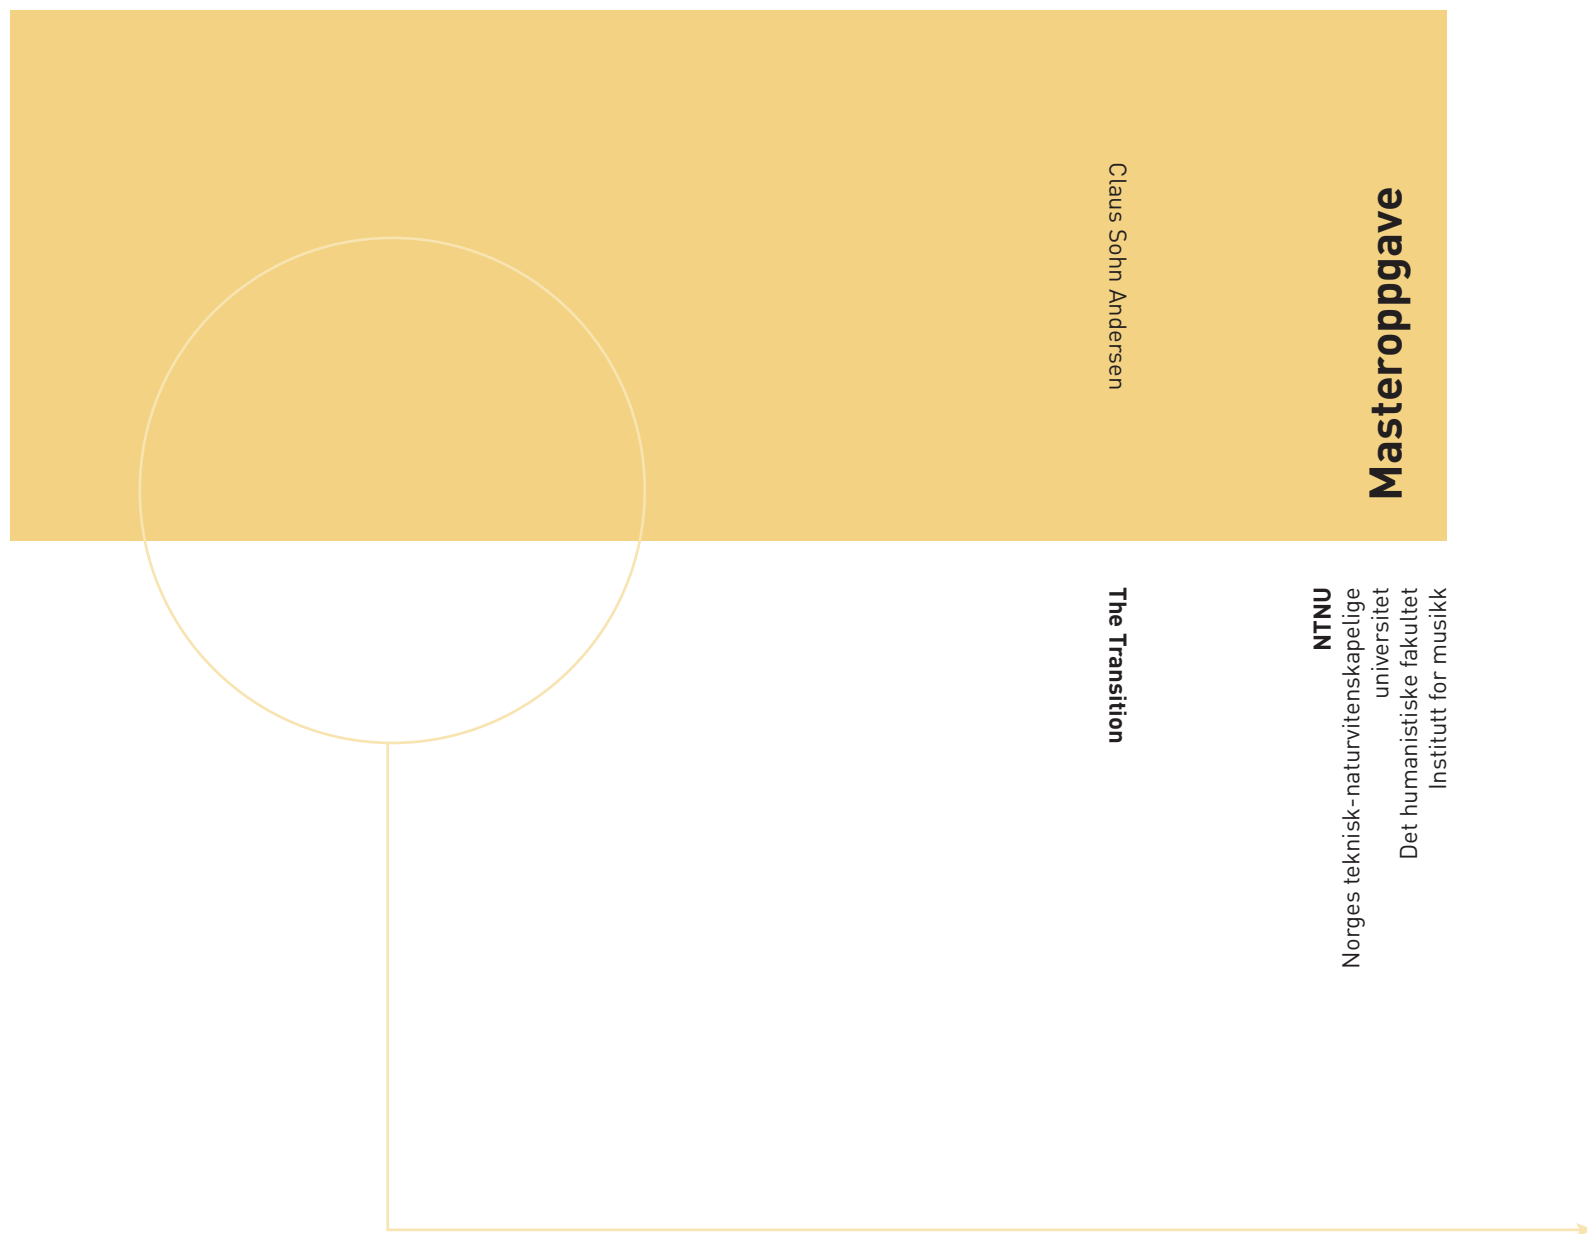 Claus Sohn Andersen
The Transition
Masteroppgave
NTNU
Norges teknisk-naturvitenskapelige
universitet
Det humanistiske fakultet
Institutt for musikk